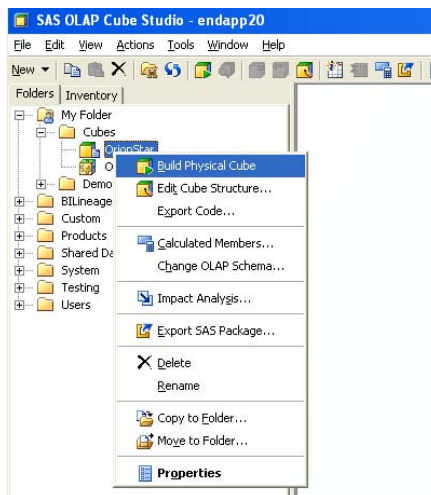 SAS OLAP Cube Studio - endapp20
File Edit View Actions Tools Window Help
New
Folders Inventory
My Folder
Cubes
OrionStar
O
Build Physical Cube
Edit Cube Structure...
Demo
Export Code...
BILineage
Custom
Products
Calculated Members...
Shared Da
Change OLAP Schema...
System
Testing
Impact Analysis...
Users
Export SAS Package...
Delete
Rename
Copy to Folder...
Move to Folder...
Properties